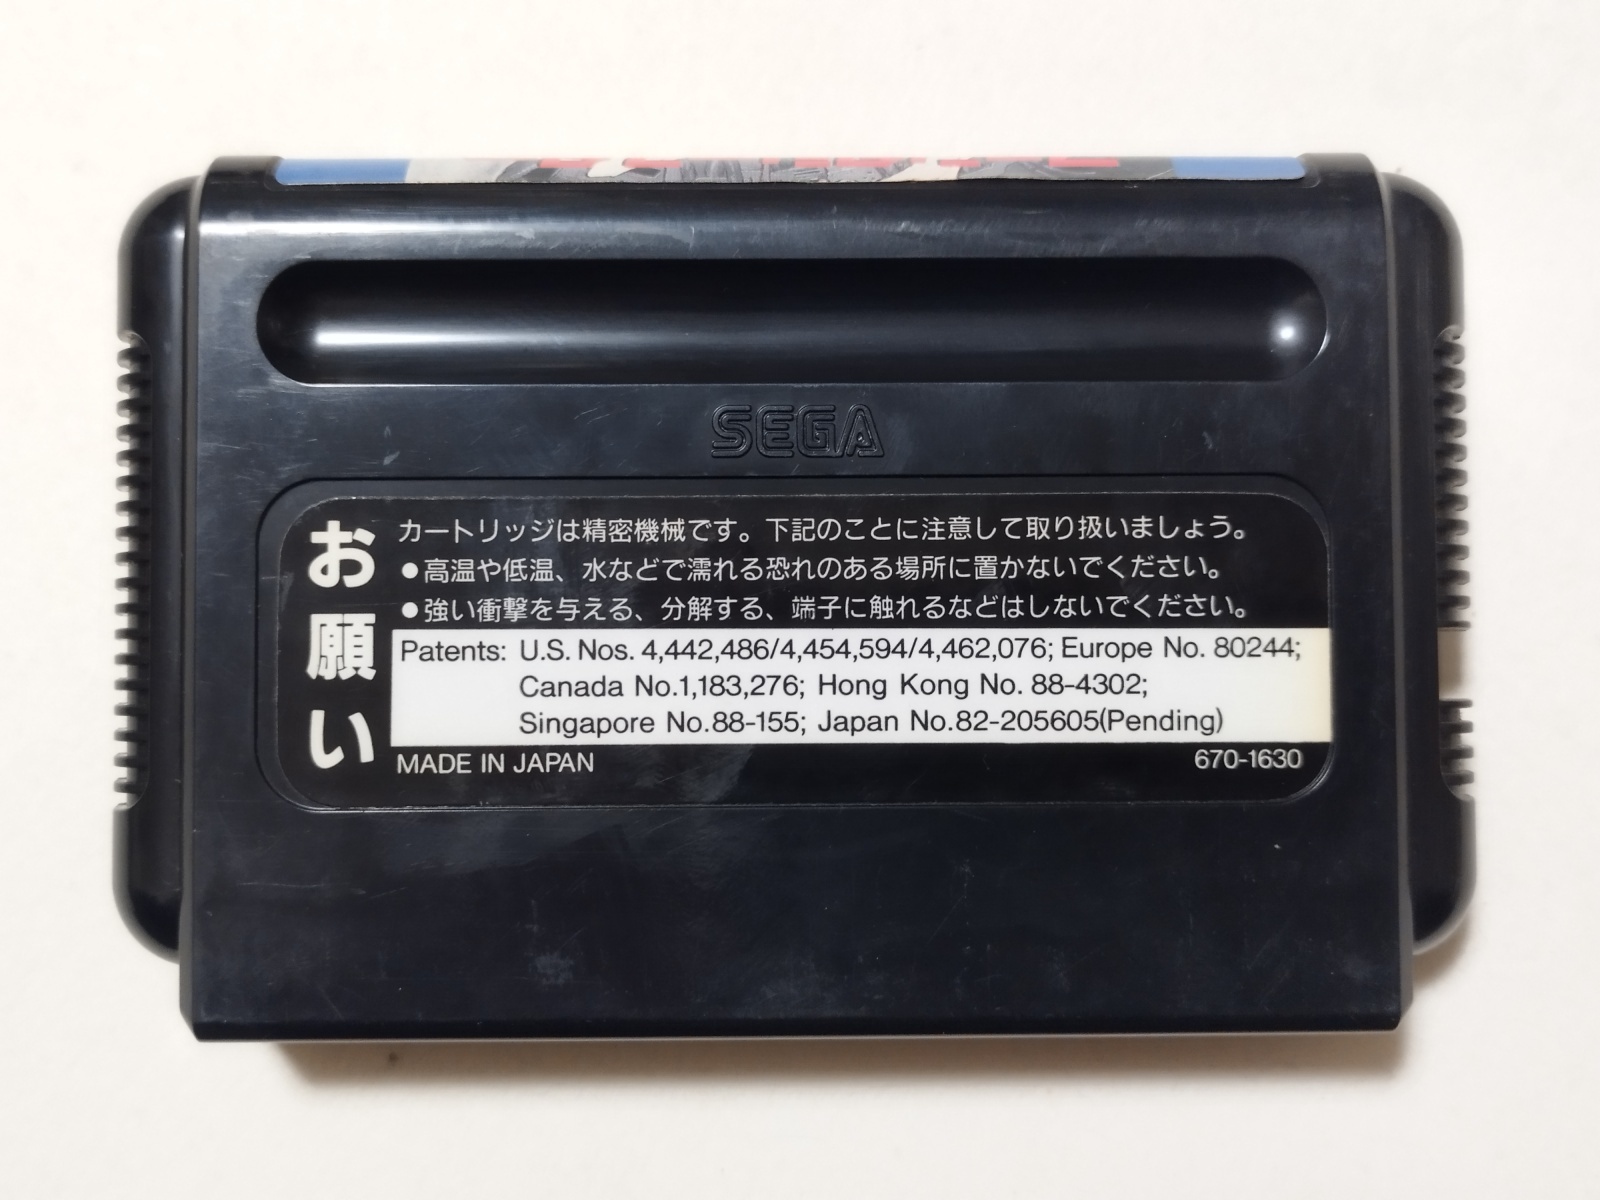 SEGA
お願い
カートリッジは精密機械です。下記のことに注意して取り扱いましょう。
●高温や低温、水などで濡れる恐れのある場所に置かないでください。
●強い衝撃を与える、分解する、端子に触れるなどはしないでください。
Patents: U.S. Nos. 4,442,486/4,454,594/4,462,076; Europe No. 80244;
Canada No.1,183,276; Hong Kong No. 88-4302;
Singapore No.88-155; Japan No.82-205605(Pending)
MADE IN JAPAN
670-1630